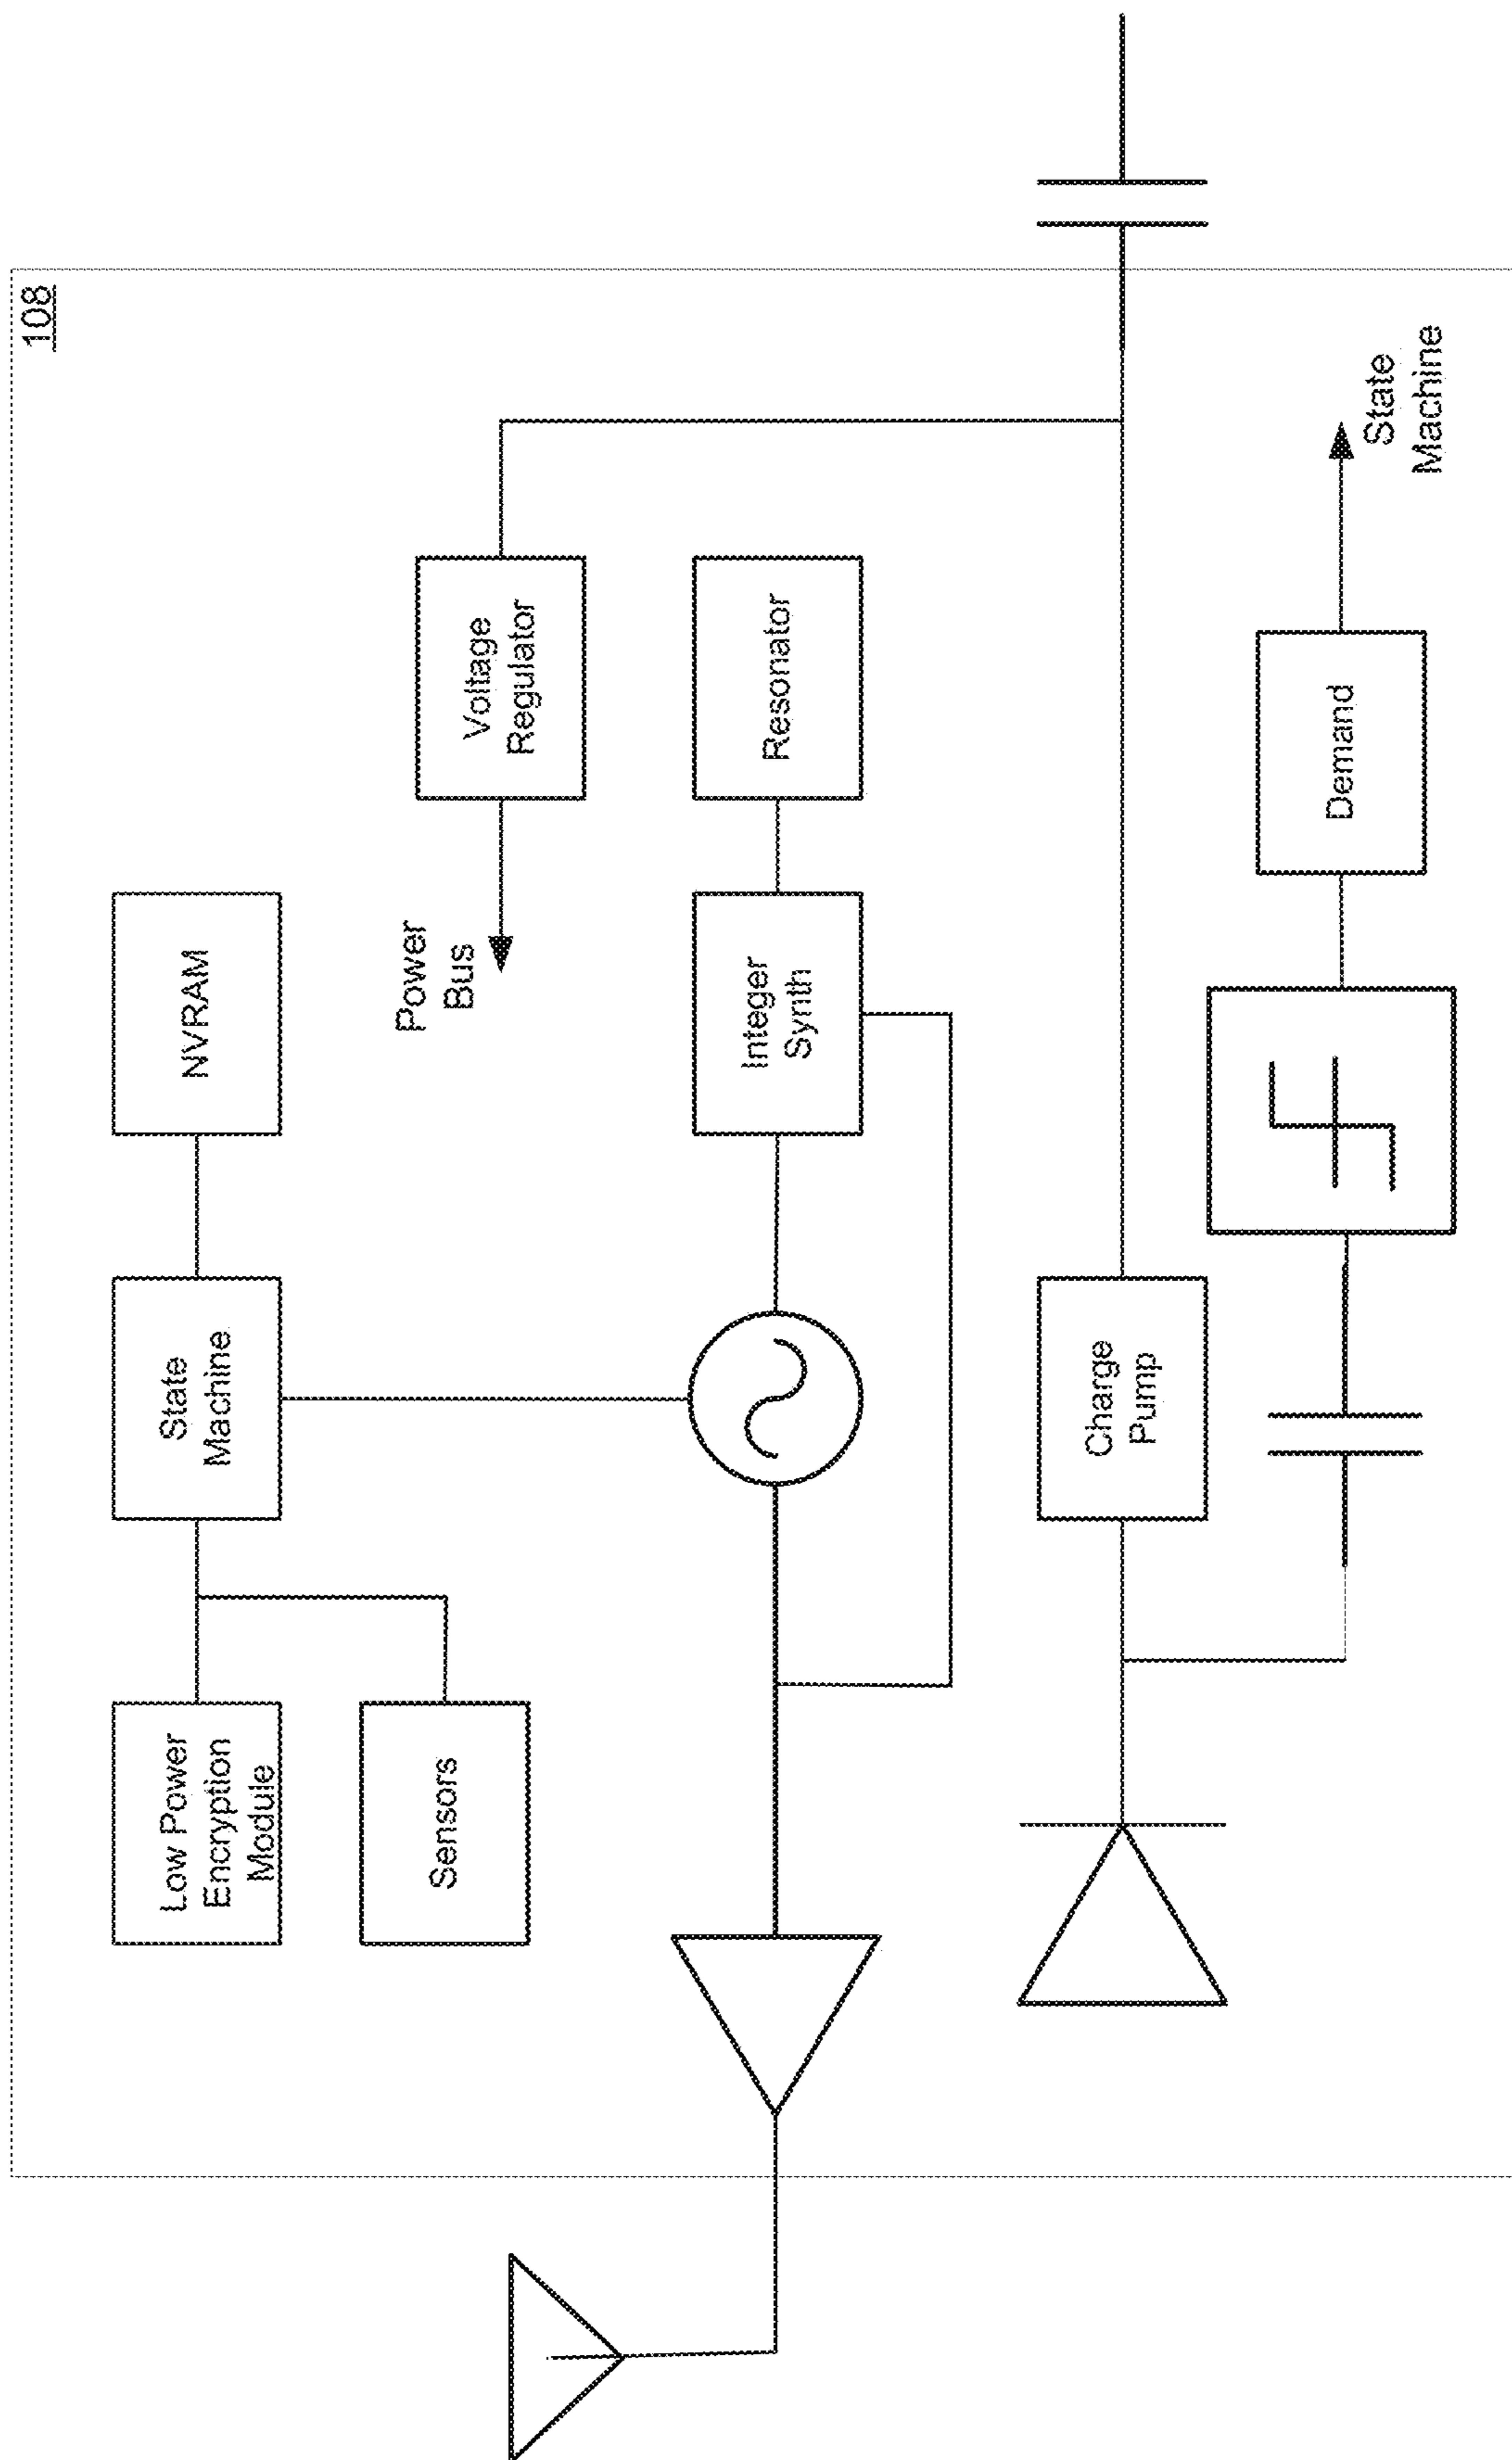 108
Low Power
Encryption
Module
State
Machine
NVRAM
Sensors
Power
Bus
Voltage
Regulator
Integer
Synth
Resonator
Charge
Pump
Demand
State
Machine